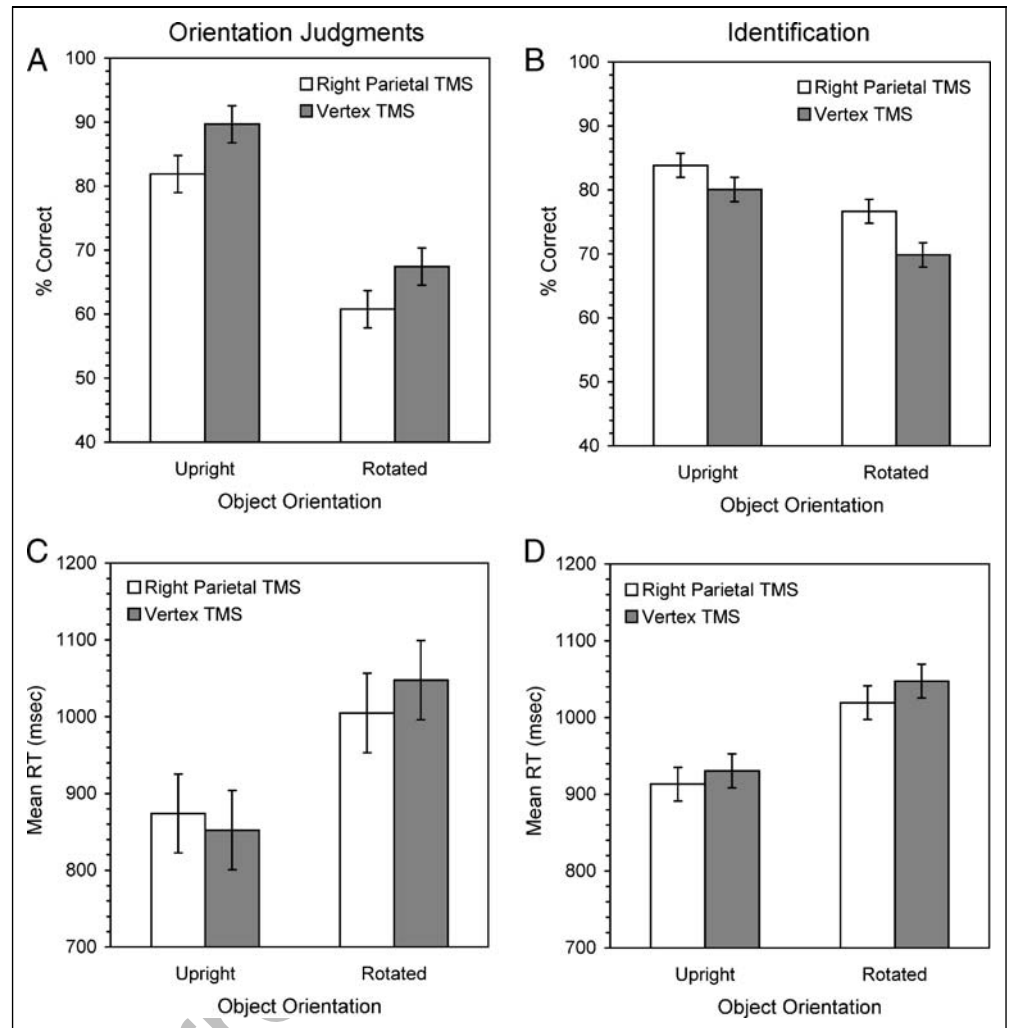 Orientation Judgments
A
100
90
80
70
60
50
40
% Correct
Right Parietal TMS
Vertex TMS
Upright
Rotated
Object Orientation
Identification
B
100
90
80
70
60
50
40
% Correct
Right Parietal TMS
Vertex TMS
Upright
Rotated
Object Orientation
C
1200
1100
1000
900
800
700
Mean RT (msec)
Right Parietal TMS
Vertex TMS
Upright
Rotated
Object Orientation
D
1200
1100
1000
900
800
700
Mean RT (msec)
Right Parietal TMS
Vertex TMS
Upright
Rotated
Object Orientation